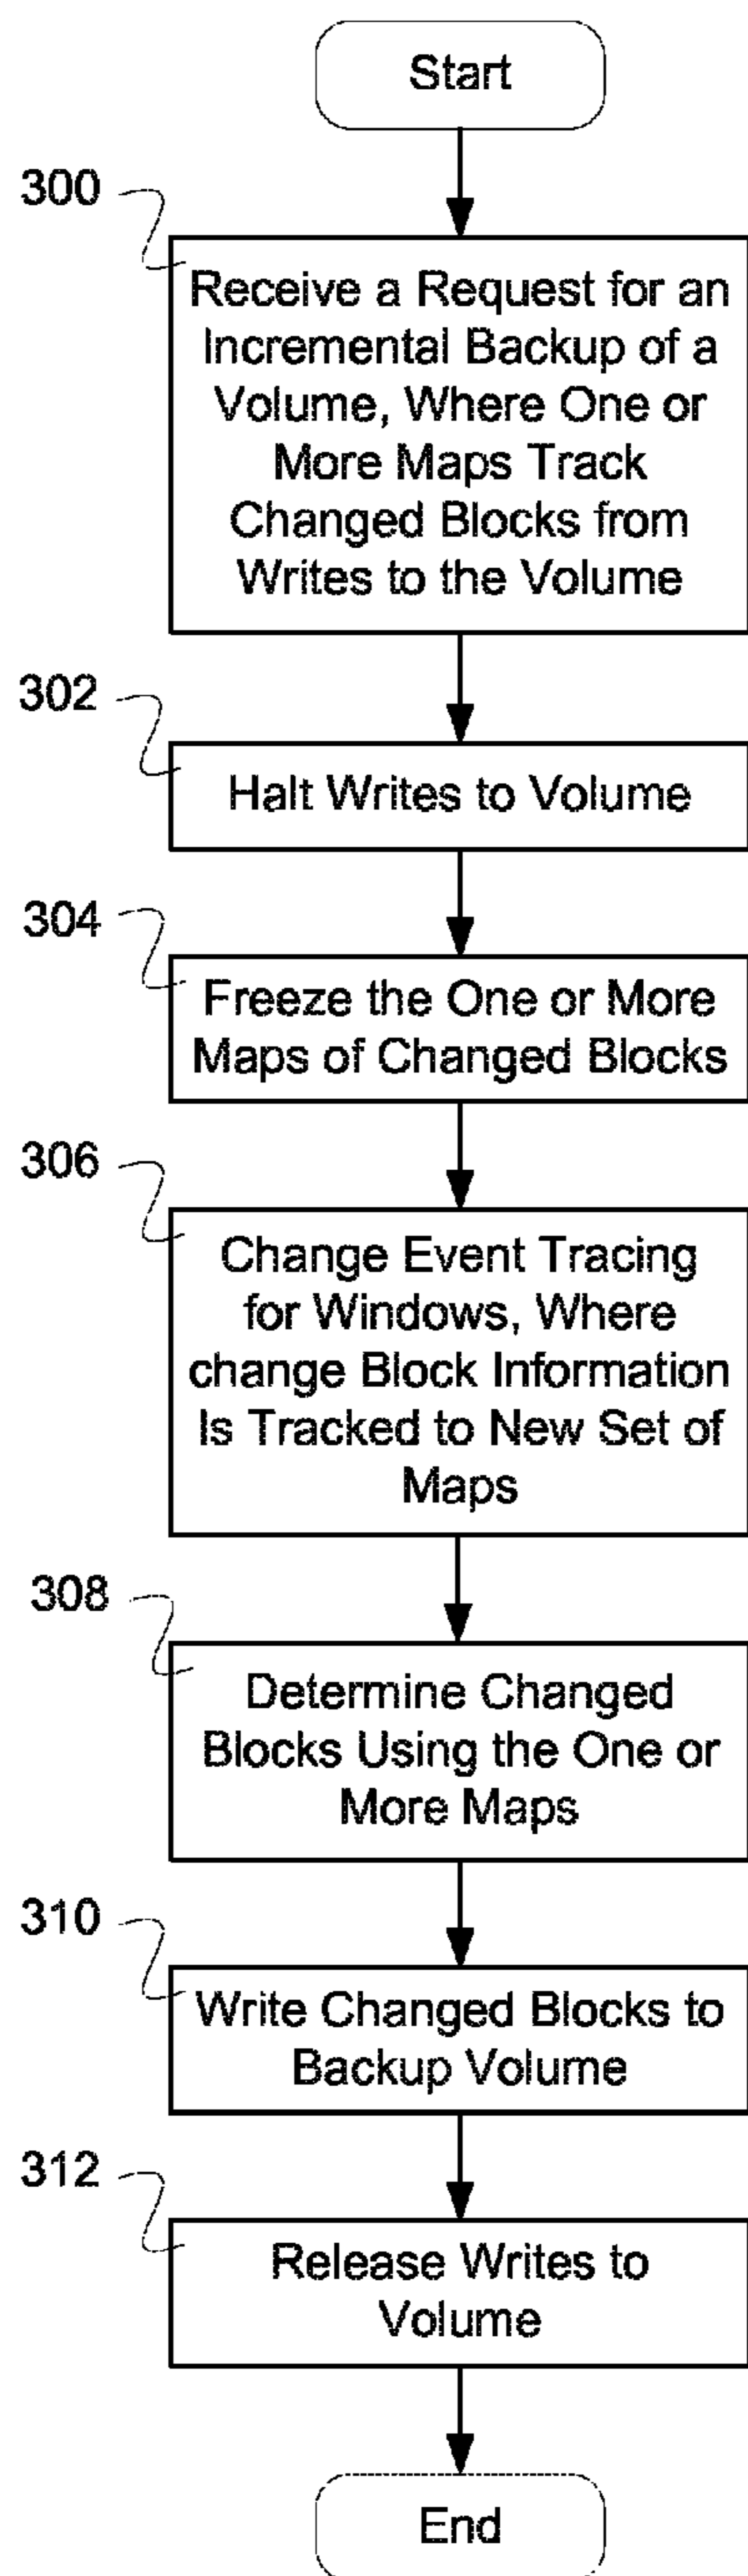 Start
300
Receive a Request for an
Incremental Backup of a
Volume, Where One or
More Maps Track
Changed Blocks from
Writes to the Volume
302
Halt Writes to Volume
304
Freeze the One or More
Maps of Changed Blocks
306
Change Event Tracing
for Windows, Where
change Block Information
Is Tracked to New Set of
Maps
308
Determine Changed
Blocks Using the One or
More Maps
310
Write Changed Blocks to
Backup Volume
312
Release Writes to
Volume
End